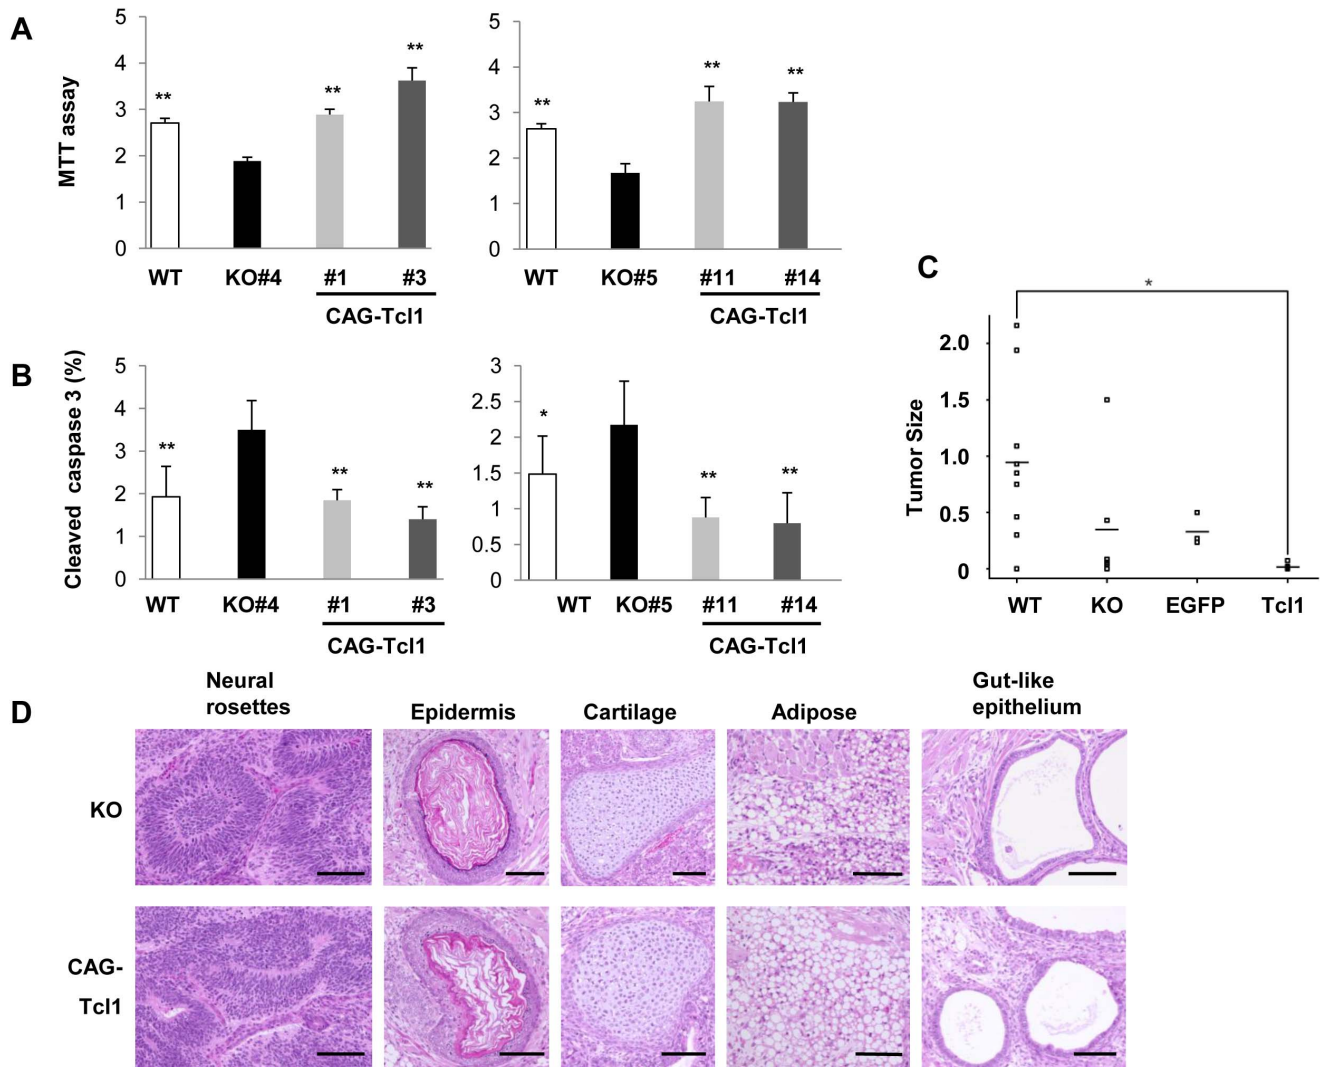 A
MTT assay
5
4
3
2
1
0
**
**
**
WT
KO#4
#1
#3
CAG-Tcl1
5
4
3
2
1
0
**
**
**
WT
KO#5
#11
#14
CAG-Tcl1
B
Cleaved caspase 3 (%)
5
4
3
2
1
0
**
**
**
WT
KO#4
#1
#3
CAG-Tcl1
3
2.5
2
1.5
1
0.5
0
*
**
**
WT
KO#5
#11
#14
CAG-Tcl1
C
*
Tumor Size
2.0
1.5
1.0
0.5
0
WT
KO
EGFP
Tcl1
D
Neural
rosettes
Epidermis
Cartilage
Adipose
Gut-like
epithelium
KO
CAG-
Tcl1